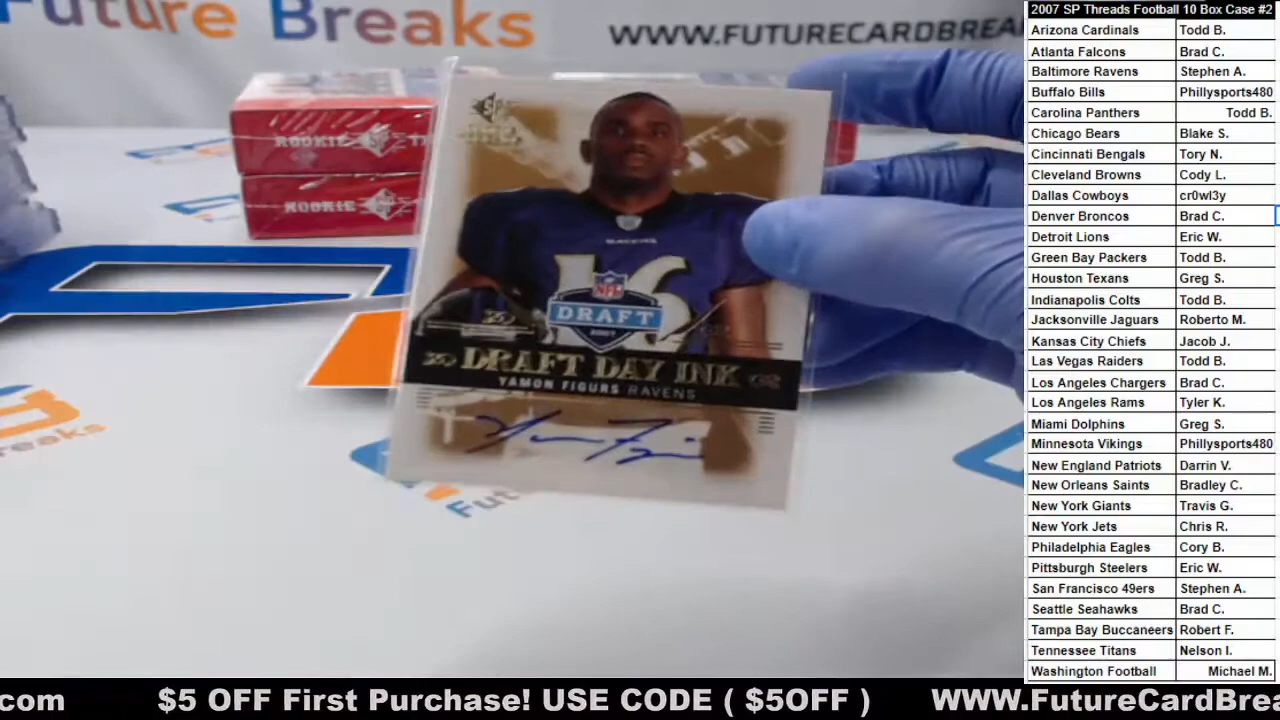 Future Breaks
WWW.FUTURECARDBREA
ROOKIE SP T
ROOKIE SP
SP
16
NFL
DRAFT
2007
DRAFT DAY INK
YAMON FIGURS RAVENS
Fut
2007 SP Threads Football 10 Box Case #2
Arizona Cardinals Todd B.
Atlanta Falcons Brad C.
Baltimore Ravens Stephen A.
Buffalo Bills Phillysports480
Carolina Panthers Todd B.
Chicago Bears Blake S.
Cincinnati Bengals Tory N.
Cleveland Browns Cody L.
Dallas Cowboys cr0wl3y
Denver Broncos Brad C.
Detroit Lions Eric W.
Green Bay Packers Todd B.
Houston Texans Greg S.
Indianapolis Colts Todd B.
Jacksonville Jaguars Roberto M.
Kansas City Chiefs Jacob J.
Las Vegas Raiders Todd B.
Los Angeles Chargers Brad C.
Los Angeles Rams Tyler K.
Miami Dolphins Greg S.
Minnesota Vikings Phillysports480
New England Patriots Darrin V.
New Orleans Saints Bradley C.
New York Giants Travis G.
New York Jets Chris R.
Philadelphia Eagles Cory B.
Pittsburgh Steelers Eric W.
San Francisco 49ers Stephen A.
Seattle Seahawks Brad C.
Tampa Bay Buccaneers Robert F.
Tennessee Titans Nelson I.
Washington Football Michael M.
.com $5 OFF First Purchase! USE CODE ( $5OFF ) WWW.FutureCardBrea